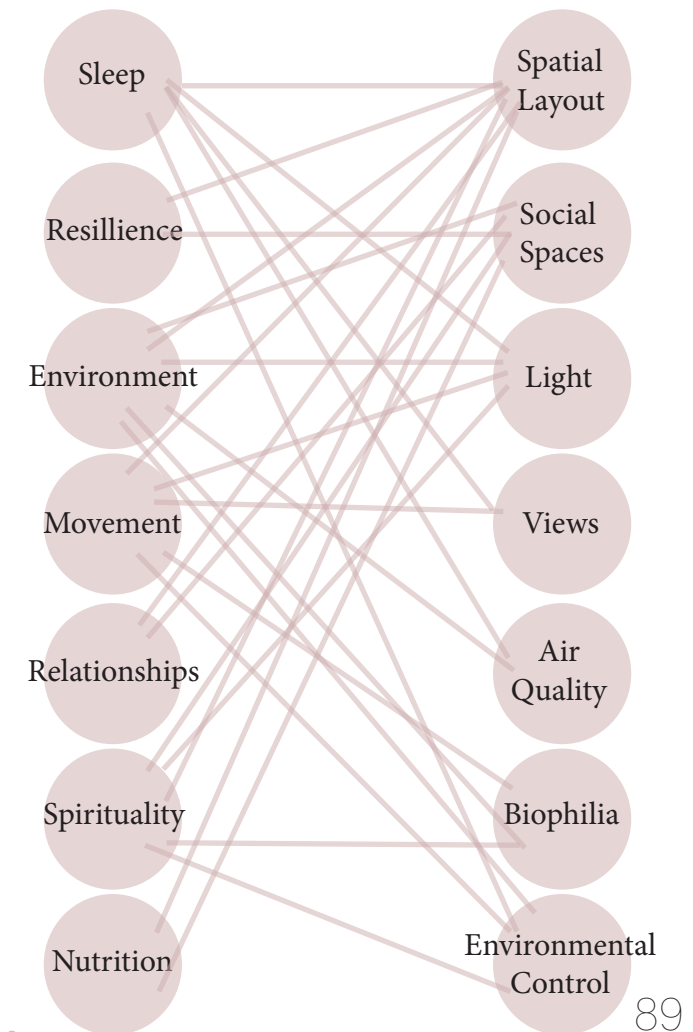 Sleep
Resillience
Environment
Movement
Relationships
Spirituality
Nutrition
Spatial
Layout
Social
Spaces
Light
Views
Air
Quality
Biophilia
Environmental
Control
89